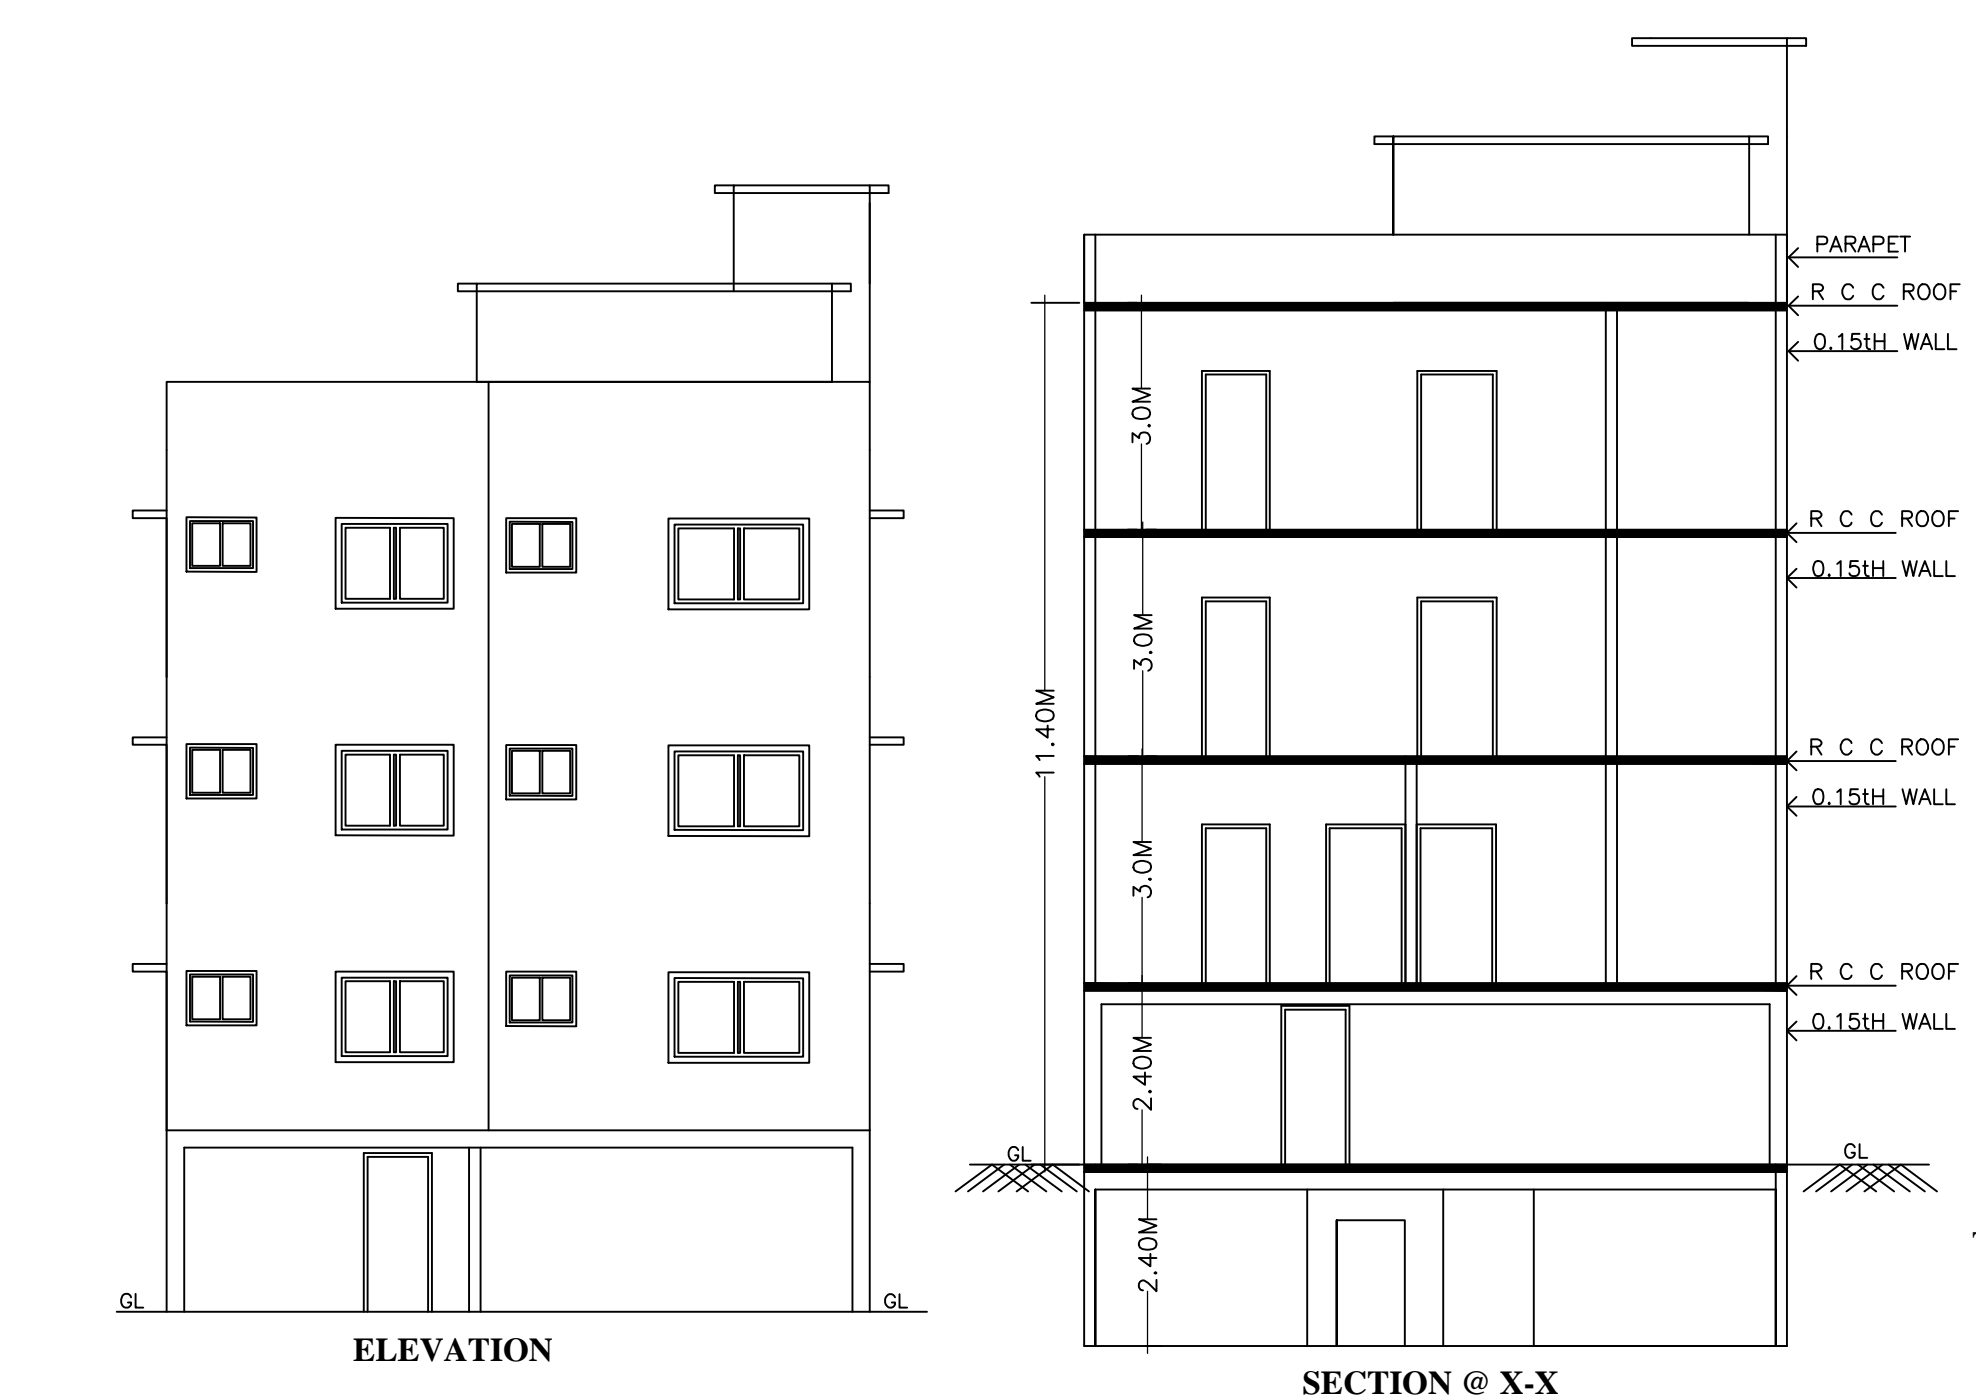 PARAPET
R C C ROOF
0.15tH WALL
3.0M
R C C ROOF
0.15tH WALL
3.0M
11.40M
R C C ROOF
0.15tH WALL
3.0M
R C C ROOF
0.15tH WALL
2.40M
GL
GL
2.40M
GL
GL
ELEVATION
SECTION @ X-X